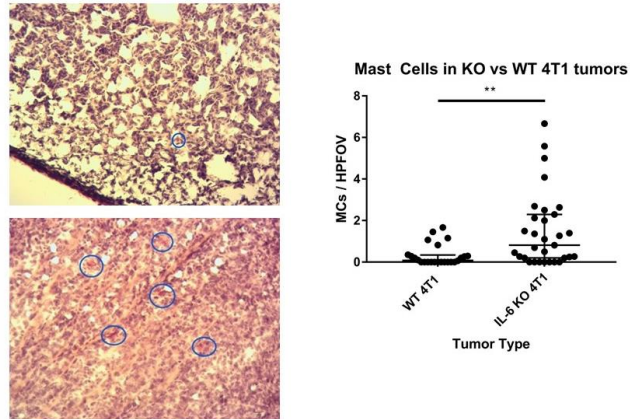 Mast Cells in KO vs WT 4T1 tumors
**
8
6
4
2
0
MCs / HPFOV
WT 4T1
IL-6 KO 4T1
Tumor Type